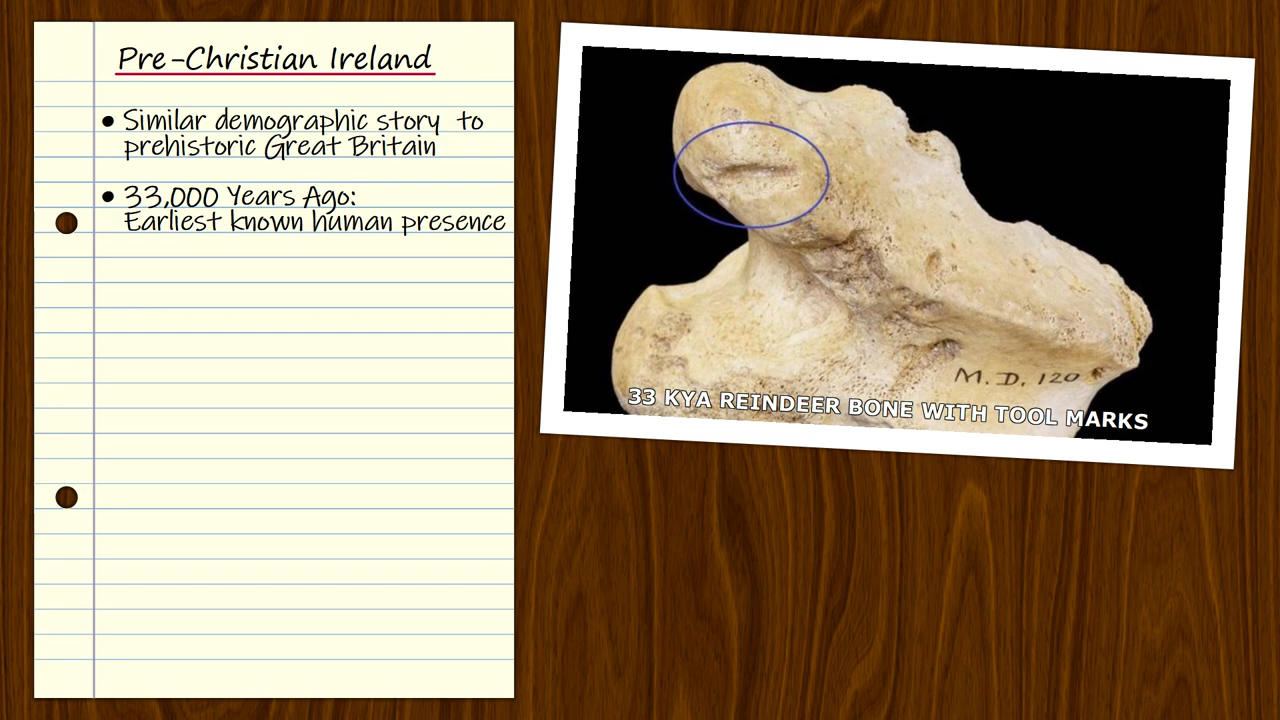 Pre-Christian Ireland
• Similar demographic story to
prehistoric Great Britain
• 33,000 Years Ago:
Earliest known human presence
M.D. 120
33 KYA REINDEER BONE WITH TOOL MARKS